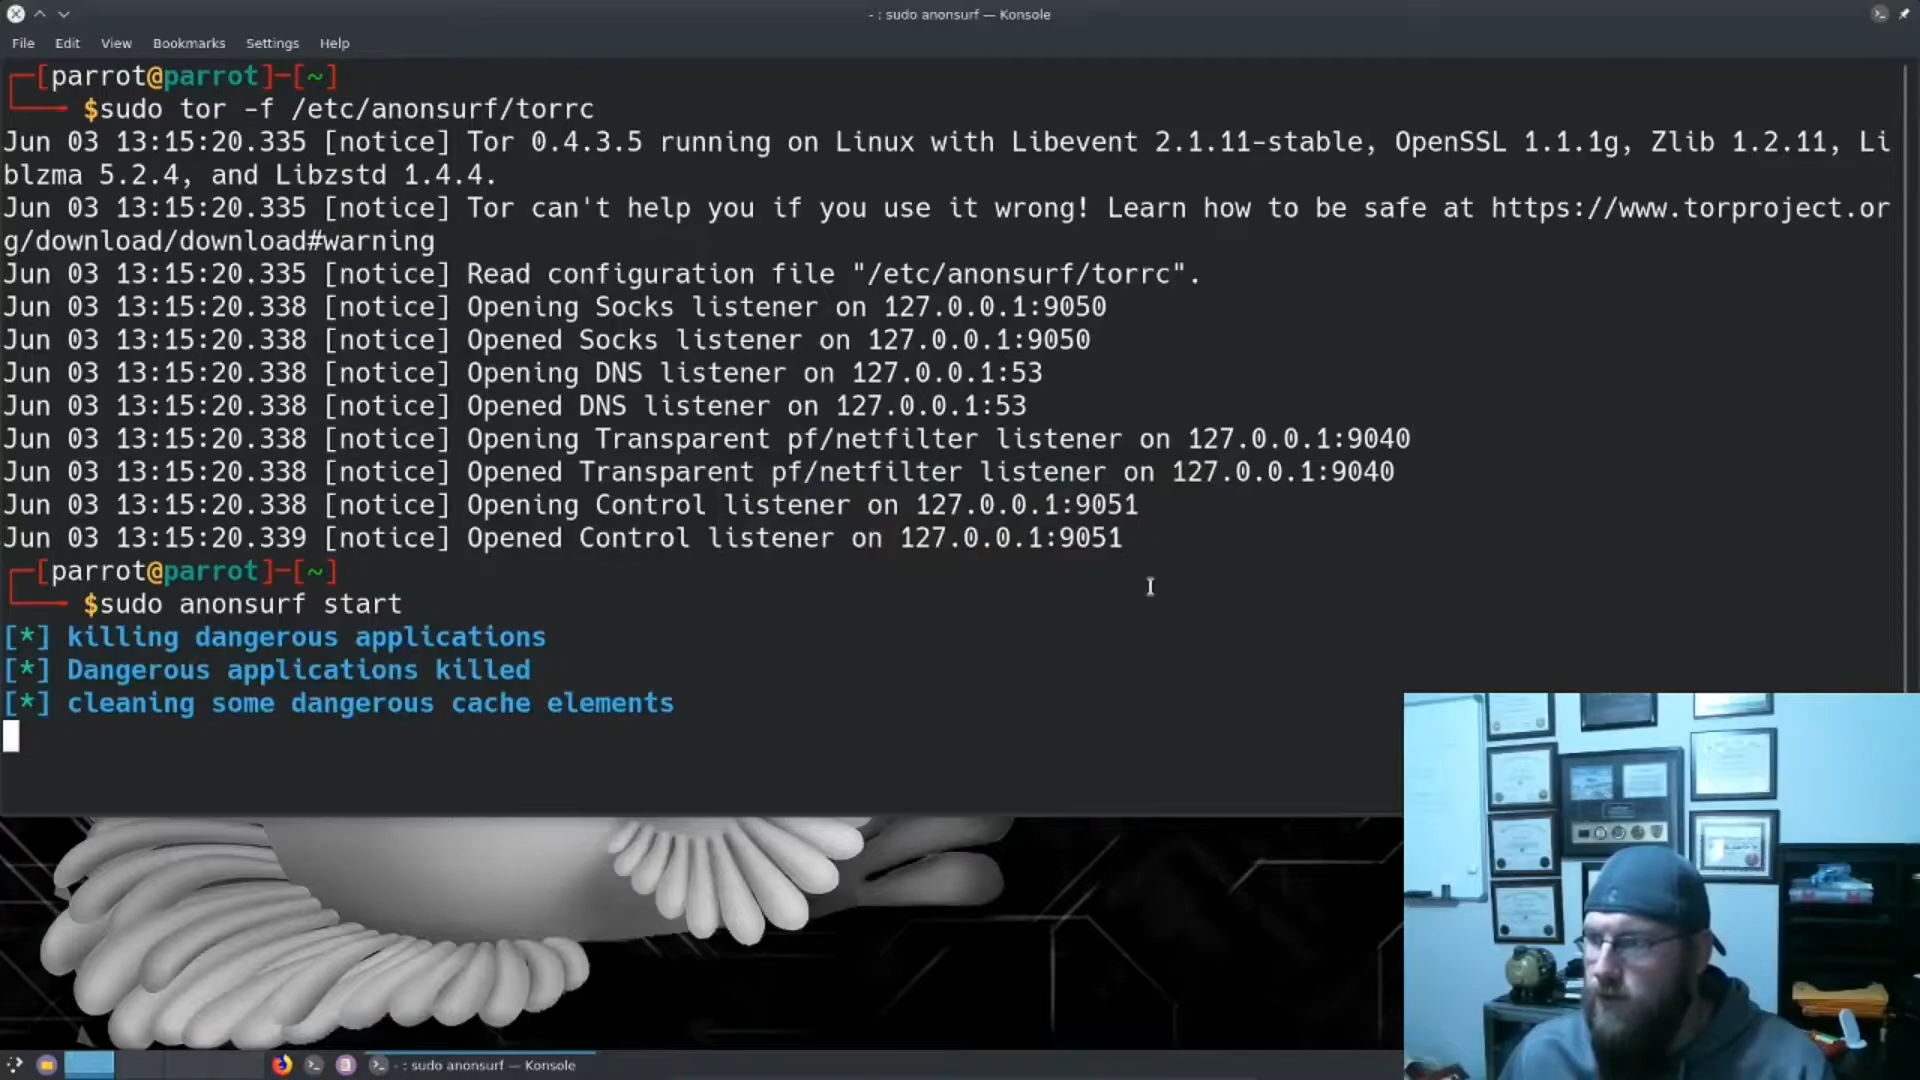 - : sudo anonsurf — Konsole
File Edit View Bookmarks Settings Help
[parrot@parrot]-[~]
$sudo tor -f /etc/anonsurf/torrc
Jun 03 13:15:20.335 [notice] Tor 0.4.3.5 running on Linux with Libevent 2.1.11-stable, OpenSSL 1.1.1g, Zlib 1.2.11, Li
blzma 5.2.4, and Libzstd 1.4.4.
Jun 03 13:15:20.335 [notice] Tor can't help you if you use it wrong! Learn how to be safe at https://www.torproject.or
g/download/download#warning
Jun 03 13:15:20.335 [notice] Read configuration file "/etc/anonsurf/torrc".
Jun 03 13:15:20.338 [notice] Opening Socks listener on 127.0.0.1:9050
Jun 03 13:15:20.338 [notice] Opened Socks listener on 127.0.0.1:9050
Jun 03 13:15:20.338 [notice] Opening DNS listener on 127.0.0.1:53
Jun 03 13:15:20.338 [notice] Opened DNS listener on 127.0.0.1:53
Jun 03 13:15:20.338 [notice] Opening Transparent pf/netfilter listener on 127.0.0.1:9040
Jun 03 13:15:20.338 [notice] Opened Transparent pf/netfilter listener on 127.0.0.1:9040
Jun 03 13:15:20.338 [notice] Opening Control listener on 127.0.0.1:9051
Jun 03 13:15:20.339 [notice] Opened Control listener on 127.0.0.1:9051
[parrot@parrot]-[~]
$sudo anonsurf start
[*] killing dangerous applications
[*] Dangerous applications killed
[*] cleaning some dangerous cache elements
- : sudo anonsurf — Konsole